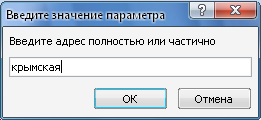 Введите значение параметра
Введите адрес полностью или частично
крымская
ОК
Отмена